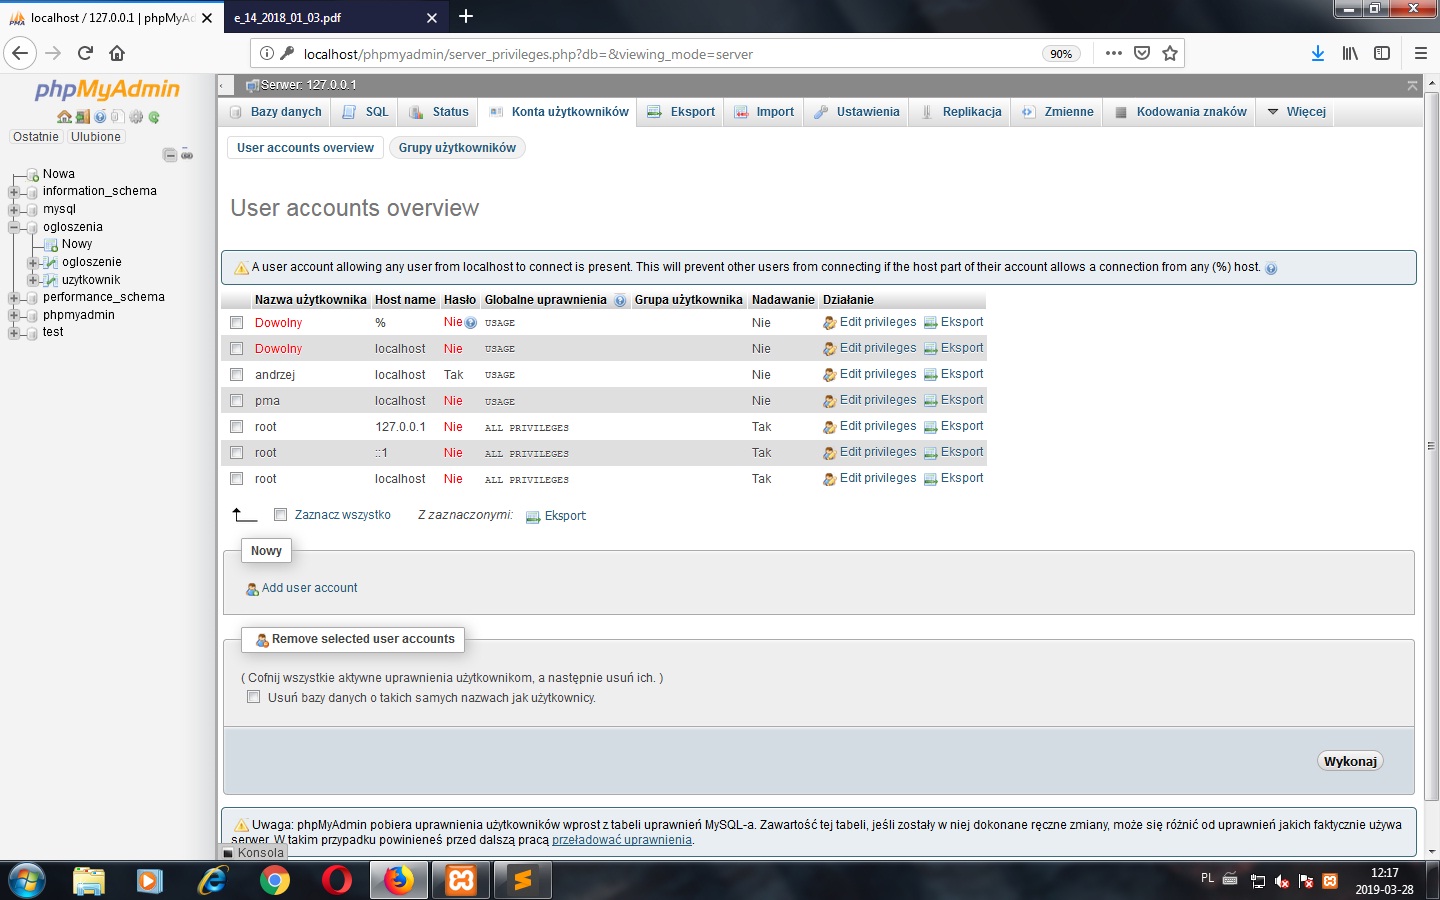 localhost / 127.0.0.1 | phpMyAd
e_14_2018_01_03.pdf
localhost/phpmyadmin/server_privileges.php?db=&viewing_mode=server
90%
phpMyAdmin
Ostatnie Ulubione
Nowa
information_schema
mysql
ogloszenia
Nowy
ogloszenie
uzytkownik
performance_schema
phpmyadmin
test
Serwer: 127.0.0.1
Bazy danych SQL Status Konta użytkowników Eksport Import Ustawienia Replikacja Zmienne Kodowania znaków Więcej
User accounts overview Grupy użytkowników
User accounts overview
A user account allowing any user from localhost to connect is present. This will prevent other users from connecting if the host part of their account allows a connection from any (%) host.
Nazwa użytkownika Host name Hasło Globalne uprawnienia Grupa użytkownika Nadawanie Działanie
Dowolny % Nie USAGE Nie Edit privileges Eksport
Dowolny localhost Nie USAGE Nie Edit privileges Eksport
andrzej localhost Tak USAGE Nie Edit privileges Eksport
pma localhost Nie USAGE Nie Edit privileges Eksport
root 127.0.0.1 Nie ALL PRIVILEGES Tak Edit privileges Eksport
root ::1 Nie ALL PRIVILEGES Tak Edit privileges Eksport
root localhost Nie ALL PRIVILEGES Tak Edit privileges Eksport
Zaznacz wszystko Z zaznaczonymi: Eksport
Nowy
Add user account
Remove selected user accounts
( Cofnij wszystkie aktywne uprawnienia użytkownikom, a następnie usuń ich. )
Usuń bazy danych o takich samych nazwach jak użytkownicy.
Wykonaj
Uwaga: phpMyAdmin pobiera uprawnienia użytkowników wprost z tabeli uprawnień MySQL-a. Zawartość tej tabeli, jeśli zostały w niej dokonane ręczne zmiany, może się różnić od uprawnień jakich faktycznie używa
serwer. W takim przypadku powinieneś przed dalszą pracą przeładować uprawnienia.
Konsola
PL
12:17
2019-03-28